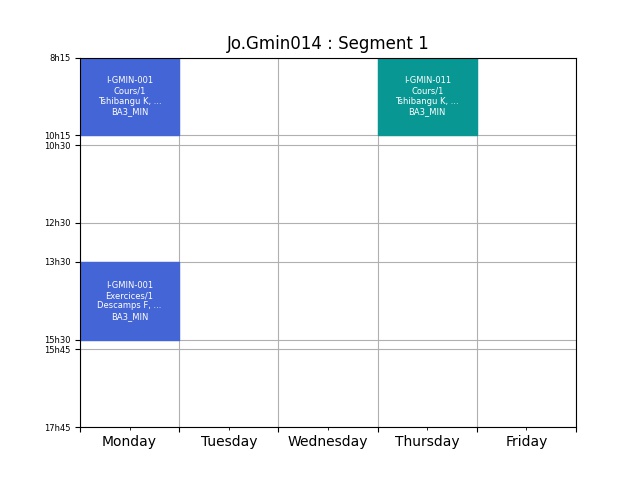 Jo.Gmin014 : Segment 1
8h15
I-GMIN-001
Cours/1
Tshibangu K, ...
BA3_MIN
I-GMIN-011
Cours/1
Tshibangu K, ...
BA3_MIN
10h15
10h30
12h30
13h30
I-GMIN-001
Exercices/1
Descamps F, ...
BA3_MIN
15h30
15h45
17h45
Monday Tuesday Wednesday Thursday Friday